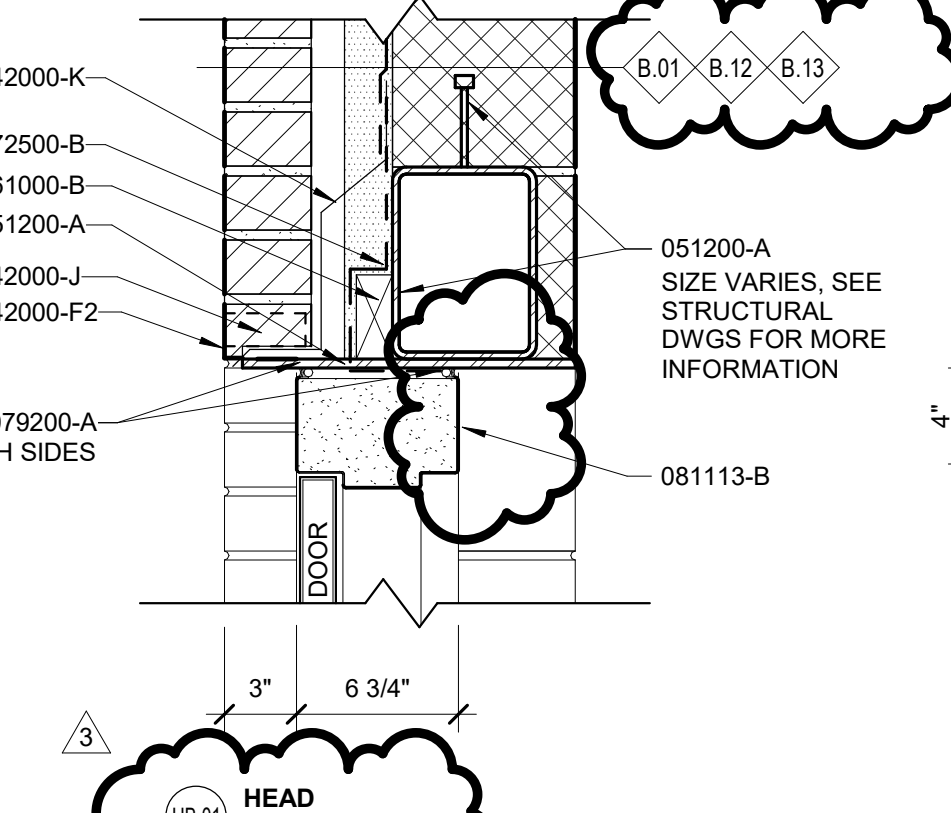 B.01 B.12 B.13
42000-K
72500-B
61000-B
51200-A
42000-J
42000-F2
079200-A
H SIDES
051200-A
SIZE VARIES, SEE
STRUCTURAL
DWGS FOR MORE
INFORMATION
4"
081113-B
DOOR
3" 6 3/4"
3
HEAD